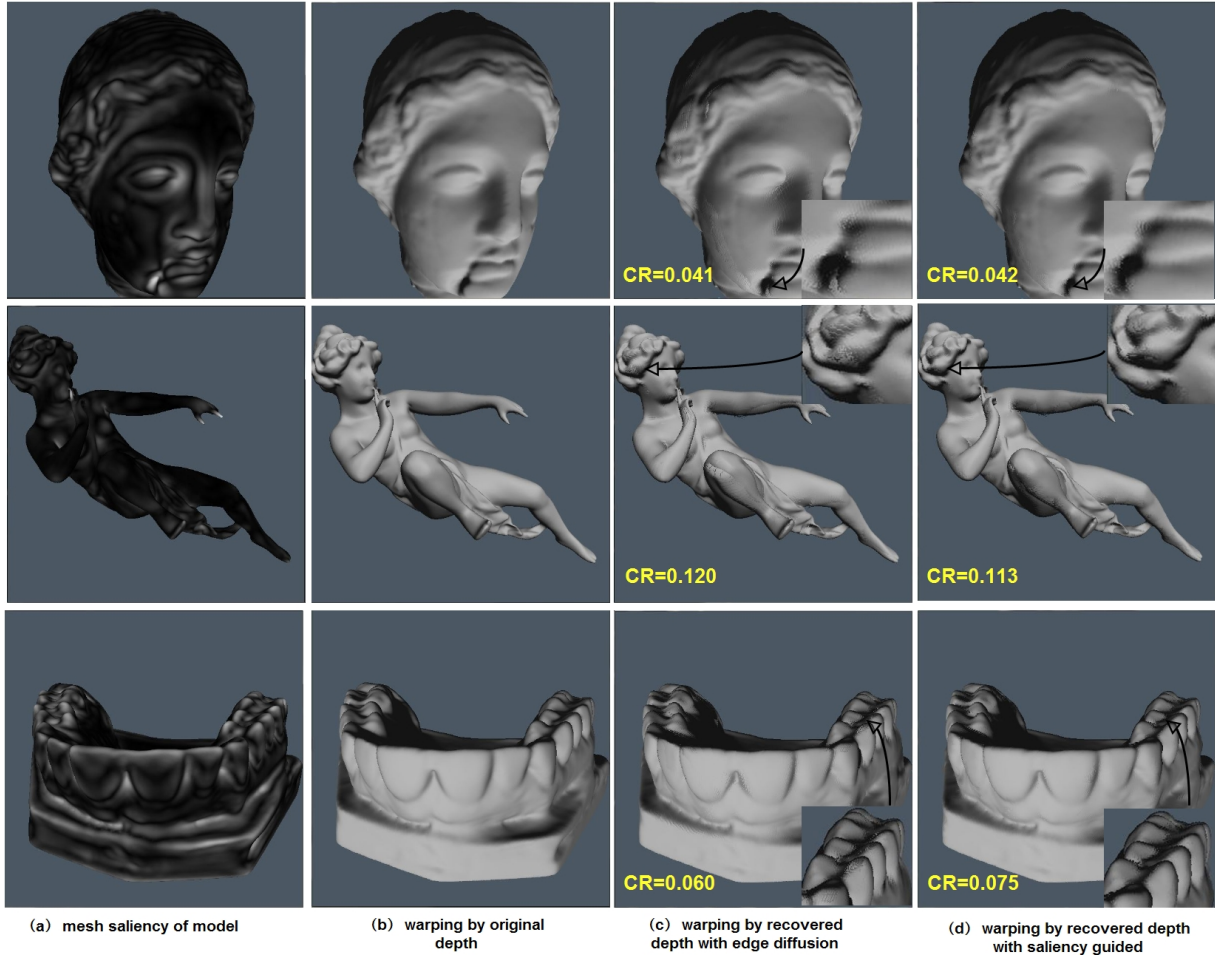 CR=0.041
CR=0.042
CR=0.120
CR=0.113
CR=0.060
CR=0.075
（a） mesh saliency of model
（b） warping by original
depth
（c） warping by recovered
depth with edge diffusion
（d） warping by recovered depth
with saliency guided